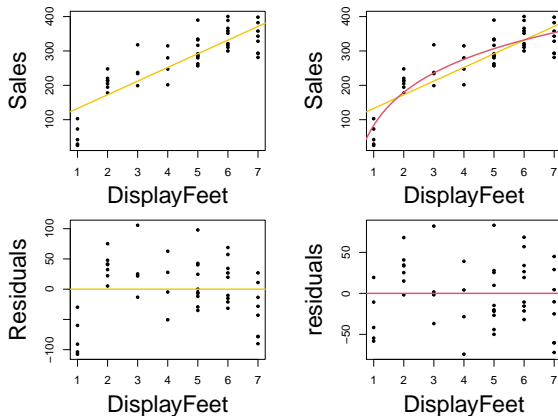 Sales
400
300
200
100
1 2 3 4 5 6 7
DisplayFeet
Sales
400
300
200
100
1 2 3 4 5 6 7
DisplayFeet
Residuals
100
50
0
−100
1 2 3 4 5 6 7
DisplayFeet
residuals
50
0
−50
1 2 3 4 5 6 7
DisplayFeet